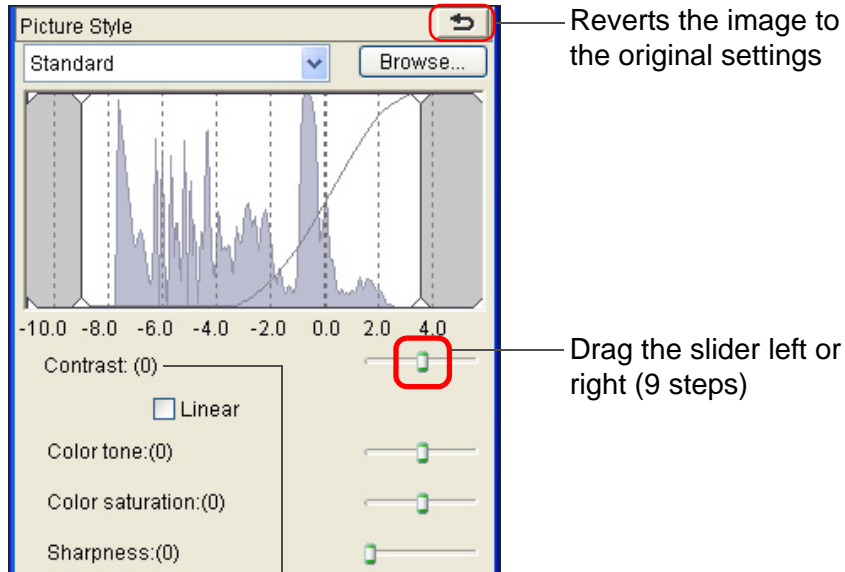 Picture Style
Reverts the image to
the original settings
Standard
Browse...
-10.0 -8.0 -6.0 -4.0 -2.0 0.0 2.0 4.0
Contrast: (0)
Drag the slider left or
right (9 steps)
Linear
Color tone:(0)
Color saturation:(0)
Sharpness:(0)